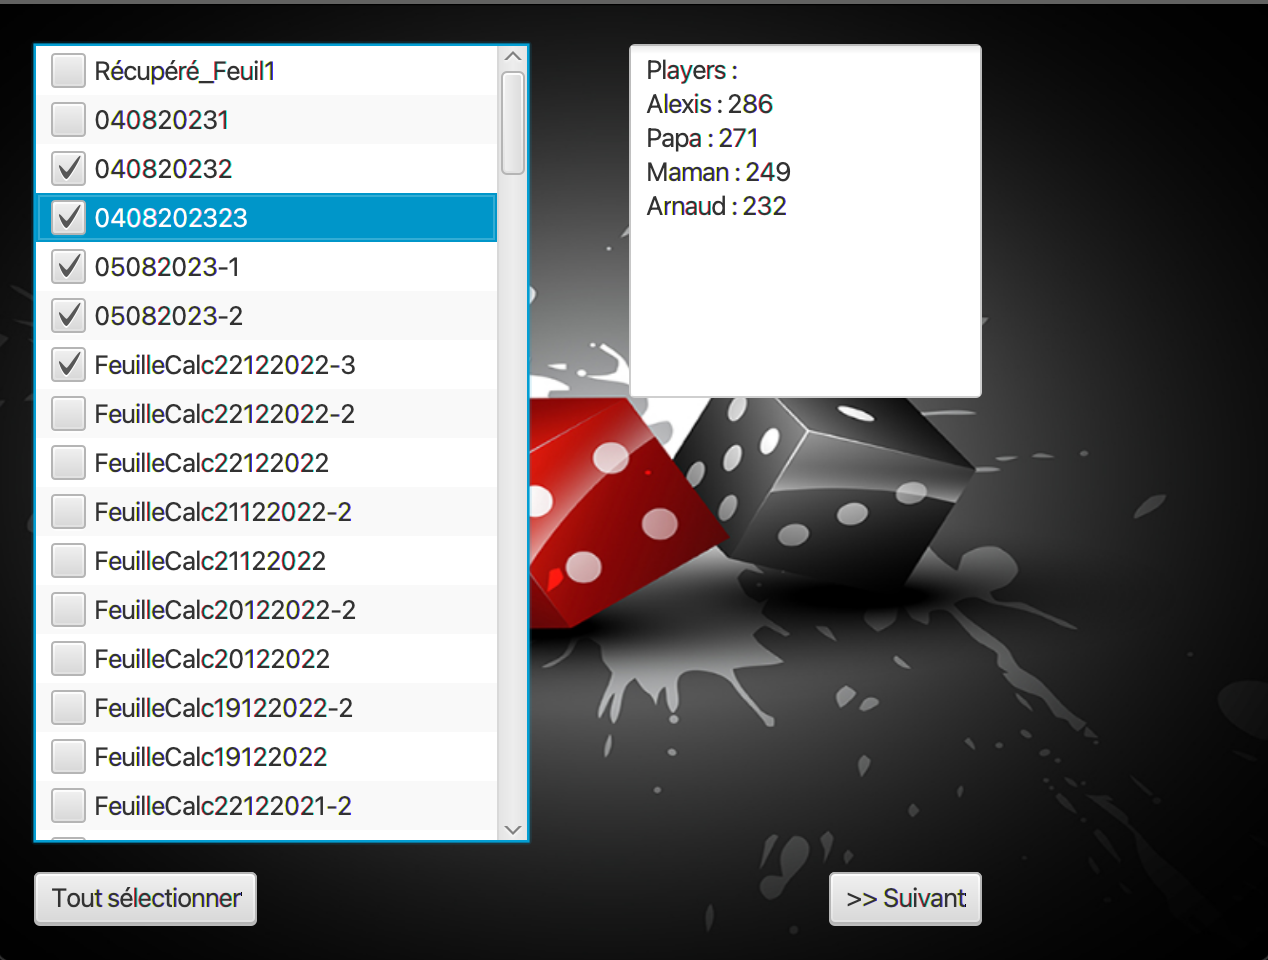 Récupéré_Feuil1
040820231
040820232
0408202323
05082023-1
05082023-2
FeuilleCalc22122022-3
FeuilleCalc22122022-2
FeuilleCalc22122022
FeuilleCalc21122022-2
FeuilleCalc21122022
FeuilleCalc20122022-2
FeuilleCalc20122022
FeuilleCalc19122022-2
FeuilleCalc19122022
FeuilleCalc22122021-2
Players :
Alexis : 286
Papa : 271
Maman : 249
Arnaud : 232
Tout sélectionner
>> Suivant